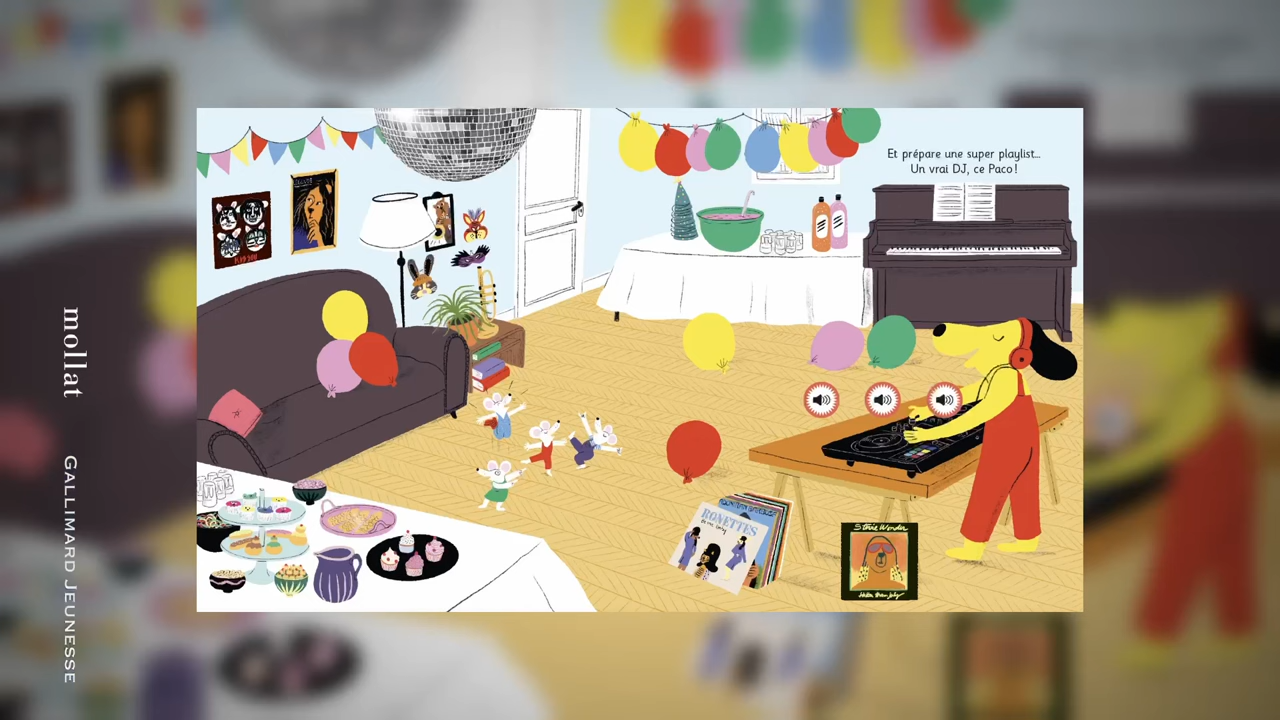 Et prépare une super playlist...
Un vrai DJ, ce Paco !
RONETTES
Stevie Wonder
mollat
GALLIMARD JEUNESSE